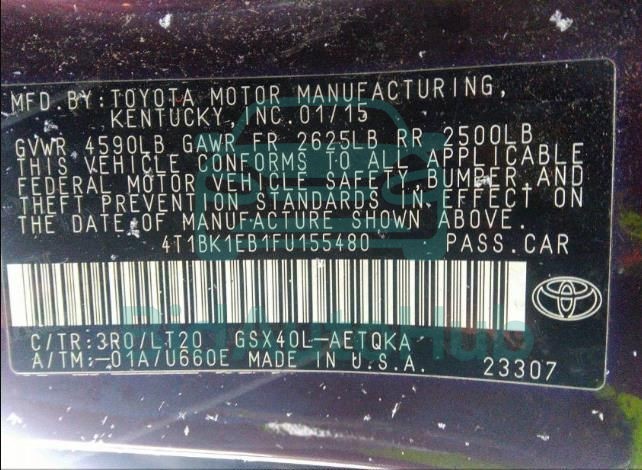 MFD BY: TOYOTA MOTOR MANUFACTURING,
KENTUCKY, INC. 01/15
GVWR 4590LB GAWR FR 2625LB RR 2500LB
THIS VEHICLE CONFORMS TO ALL APPLICABLE
FEDERAL MOTOR VEHICLE SAFETY, BUMPER, AND
THEFT PREVENTION STANDARDS IN EFFECT ON
THE DATE OF MANUFACTURE SHOWN ABOVE.
4T1BK1EB1FU155480 PASS.CAR
C/TR:3R0/LT20 GSX40L-AETQKA
A/TM:-01A/U660E MADE IN U.S.A. 23307